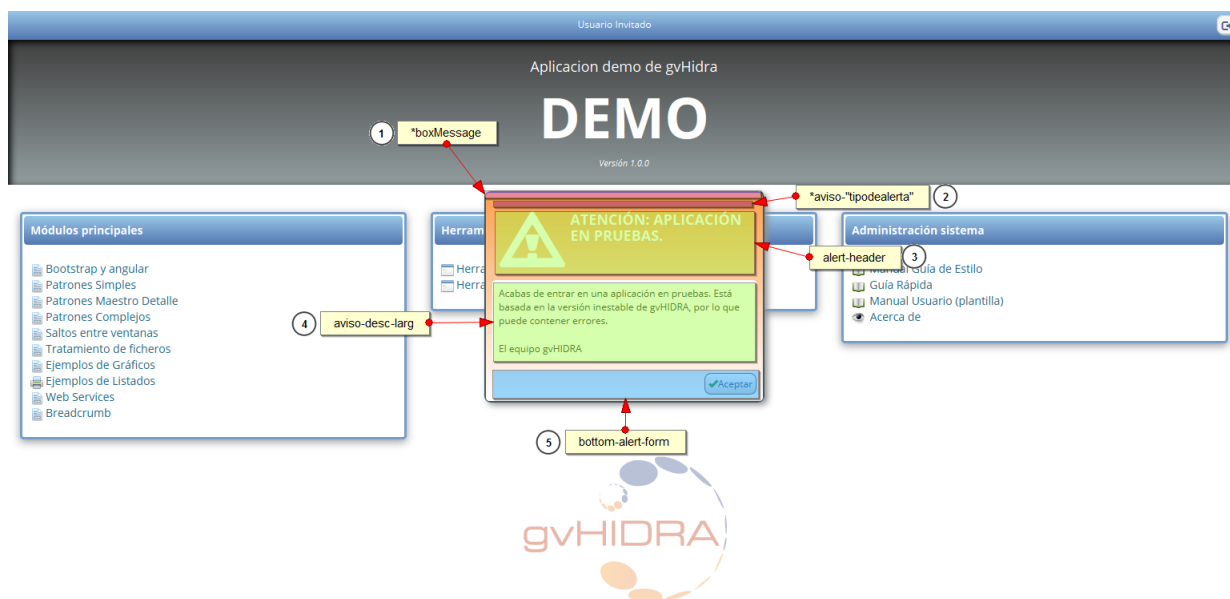 Usuario Invitado
Aplicacion demo de gvHidra
DEMO
Versión 1.0.0
1 *boxMessage
*aviso-"tipodealerta" 2
alert-header 3
aviso-desc-larg
4
bottom-alert-form
5
Módulos principales
Bootstrap y angular
Patrones Simples
Patrones Maestro Detalle
Patrones Complejos
Saltos entre ventanas
Tratamiento de ficheros
Ejemplos de Gráficos
Ejemplos de Listados
Web Services
Breadcrumb
Herram
Herra
Herra
ATENCIÓN: APLICACIÓN
EN PRUEBAS.
Acabas de entrar en una aplicación en pruebas. Está
basada en la versión inestable de gvHIDRA, por lo que
puede contener errores.
El equipo gvHIDRA
Aceptar
Administración sistema
Manual Guía de Estilo
Guía Rápida
Manual Usuario (plantilla)
Acerca de
gvHIDRA